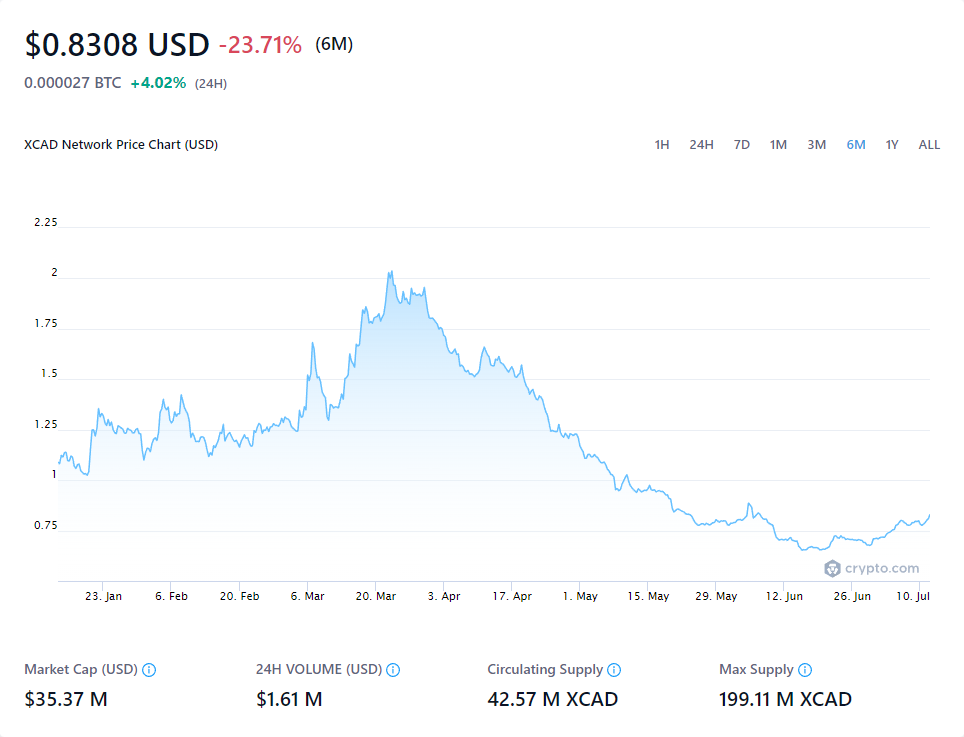 $0.8308 USD -23.71% (6M)
0.000027 BTC +4.02% (24H)
XCAD Network Price Chart (USD) 1H 24H 7D 1M 3M 6M 1Y ALL
2.25
2
1.75
1.5
1.25
1
0.75
crypto.com
23. Jan 6. Feb 20. Feb 6. Mar 20. Mar 3. Apr 17. Apr 1. May 15. May 29. May 12. Jun 26. Jun 10. Jul
Market Cap (USD) 24H VOLUME (USD) Circulating Supply Max Supply
$35.37 M $1.61 M 42.57 M XCAD 199.11 M XCAD